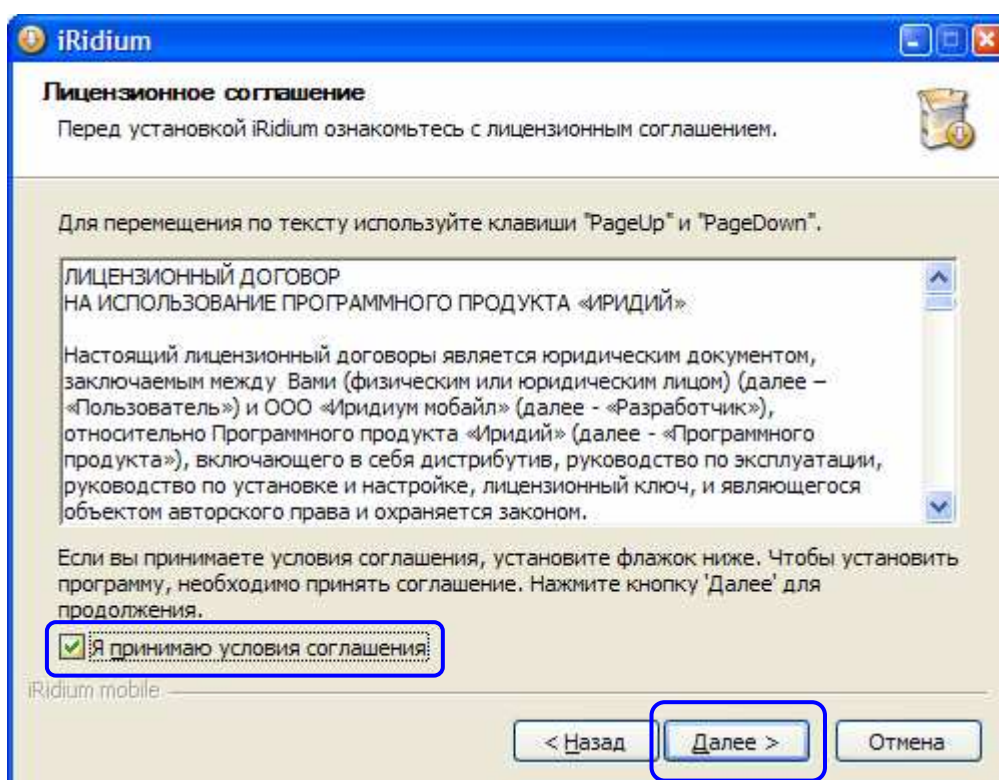 iRidium
Лицензионное соглашение
Перед установкой iRidium ознакомьтесь с лицензионным соглашением.
Для перемещения по тексту используйте клавиши "PageUp" и "PageDown".
ЛИЦЕНЗИОННЫЙ ДОГОВОР
НА ИСПОЛЬЗОВАНИЕ ПРОГРАММНОГО ПРОДУКТА «ИРИДИЙ»
Настоящий лицензионный договоры является юридическим документом,
заключаемым между Вами (физическим или юридическим лицом) (далее –
«Пользователь») и ООО «Иридиум мобайл» (далее - «Разработчик»),
относительно Программного продукта «Иридий» (далее - «Программного
продукта»), включающего в себя дистрибутив, руководство по эксплуатации,
руководство по установке и настройке, лицензионный ключ, и являющегося
объектом авторского права и охраняется законом.
Если вы принимаете условия соглашения, установите флажок ниже. Чтобы установить
программу, необходимо принять соглашение. Нажмите кнопку 'Далее' для
продолжения.
Я принимаю условия соглашения
iRidium mobile
< Назад Далее > Отмена